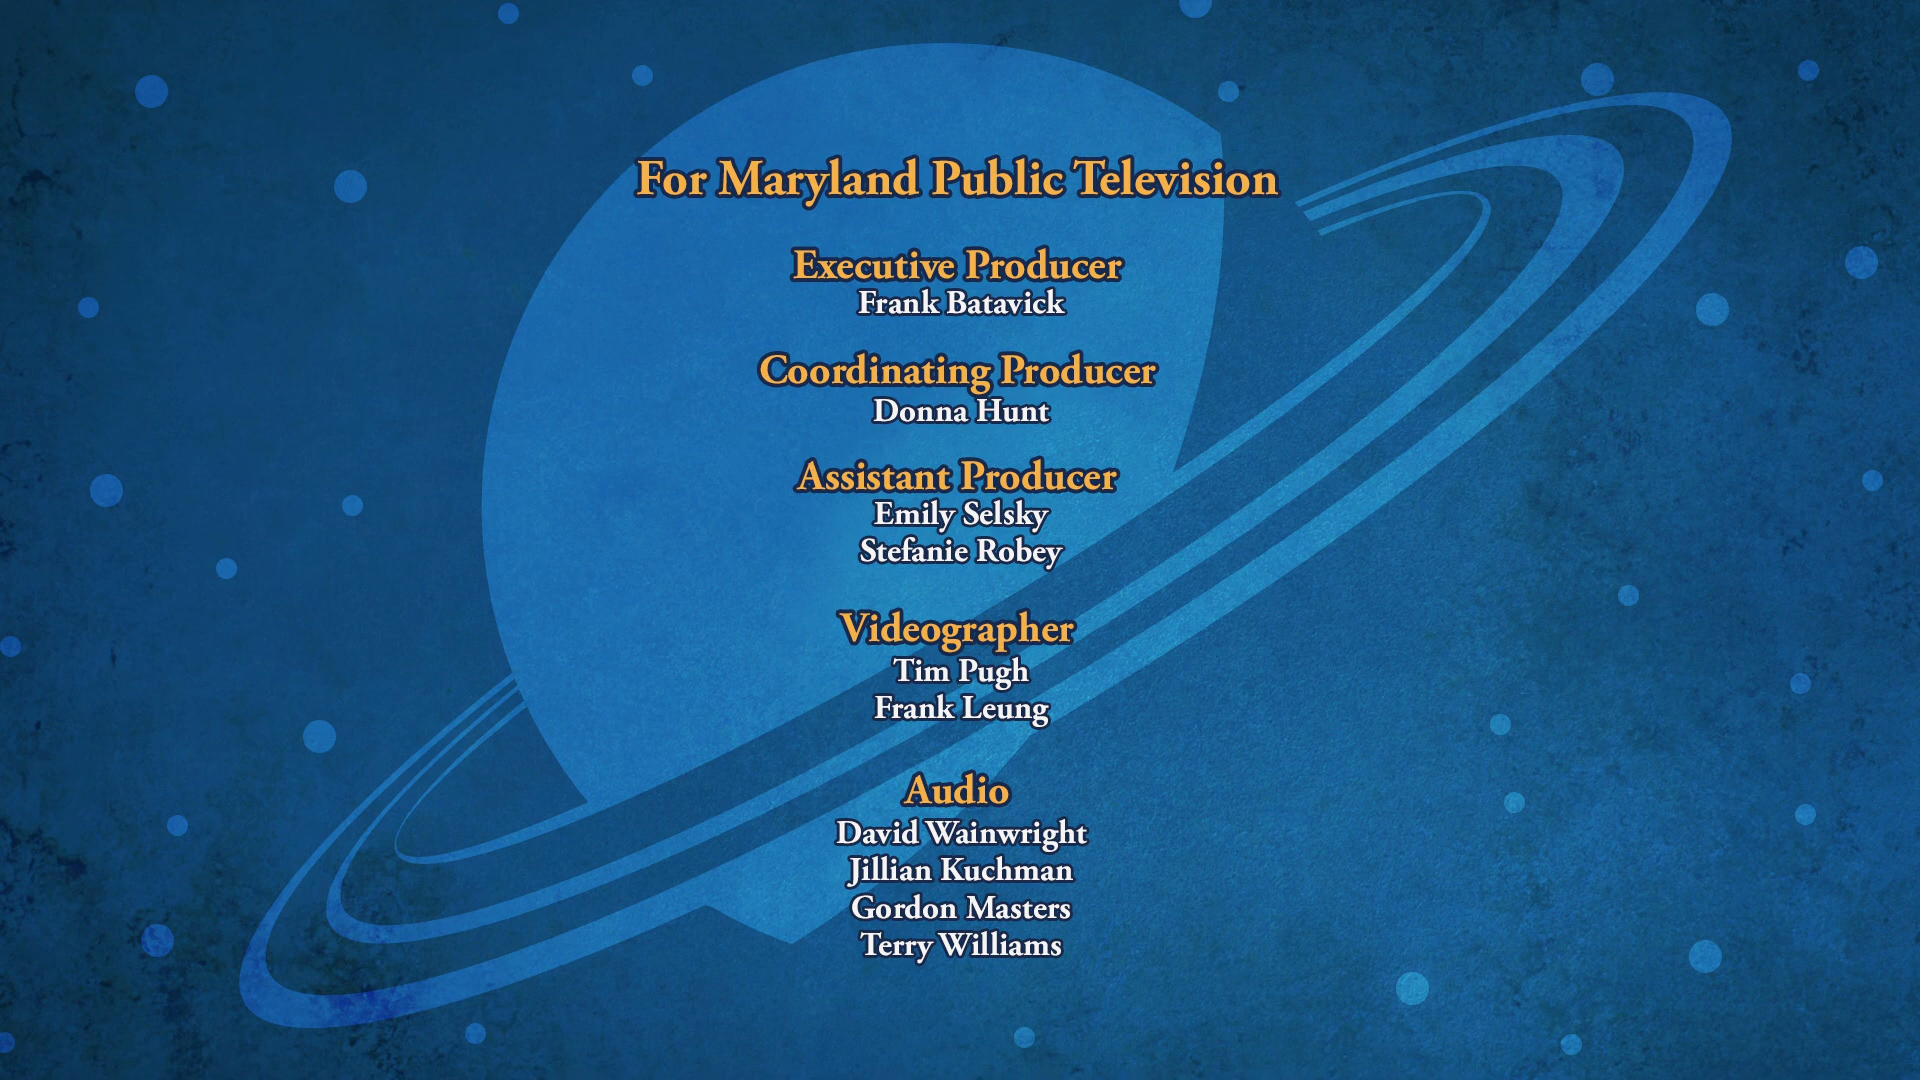 For Maryland Public Television
Executive Producer
Frank Batavick
Coordinating Producer
Donna Hunt
Assistant Producer
Emily Selsky
Stefanie Robey
Videographer
Tim Pugh
Frank Leung
Audio
David Wainwright
Jillian Kuchman
Gordon Masters
Terry Williams